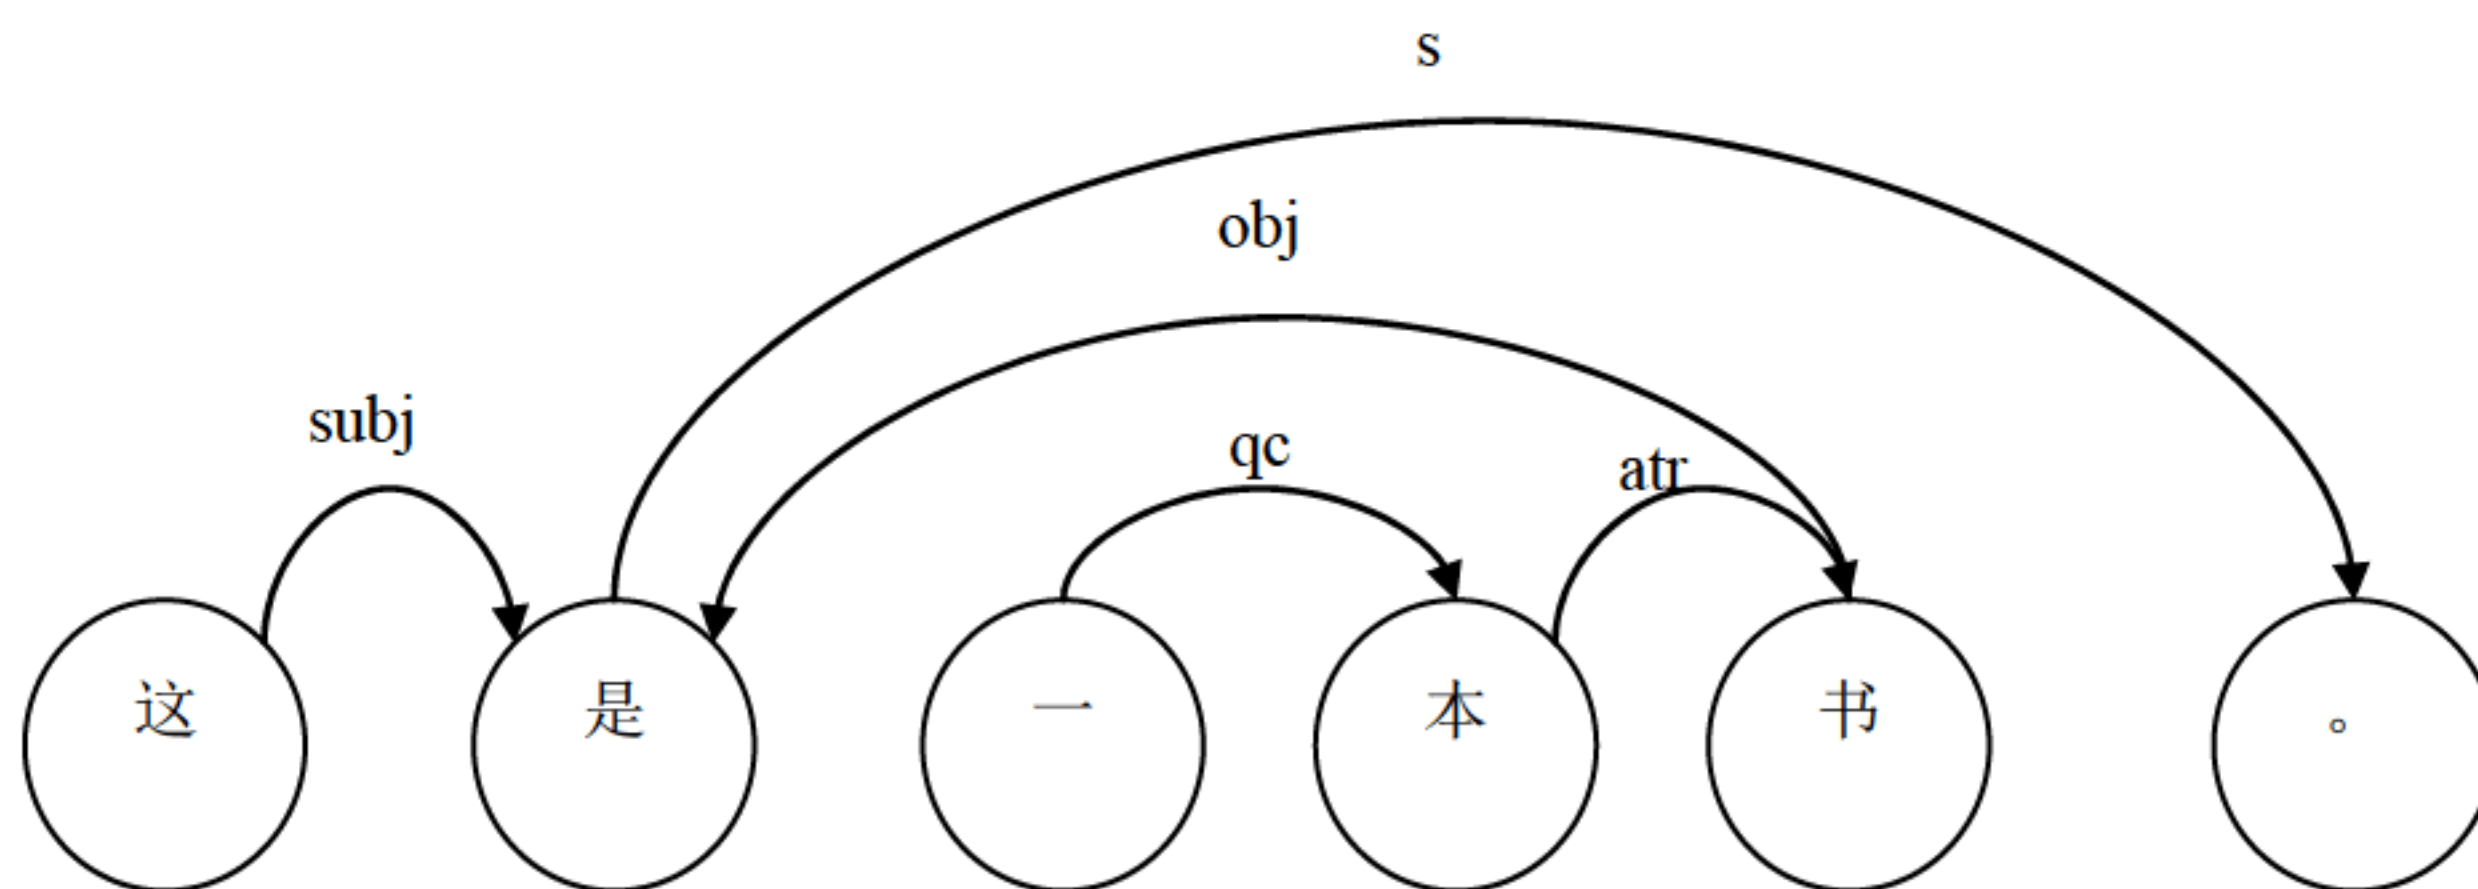 s
obj
subj
qc
atr
这 是 一 本 书 。